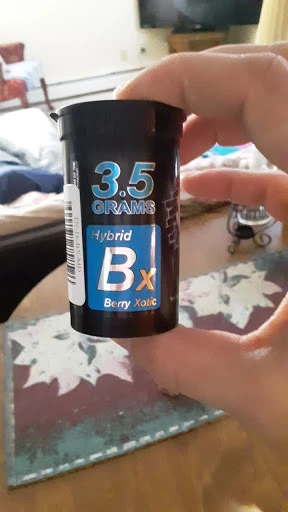 3.5
GRAMS
Hybrid
Bx
Berry Xotic